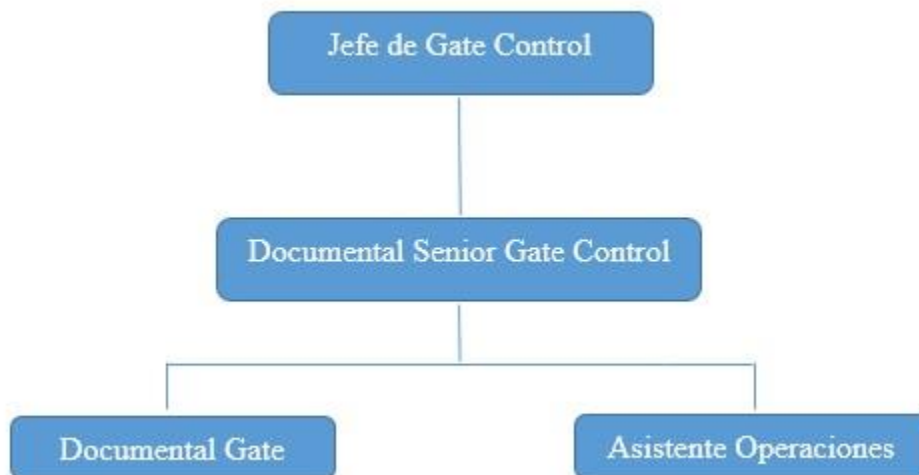 Jefe de Gate Control
Documental Senior Gate Control
Documental Gate
Asistente Operaciones